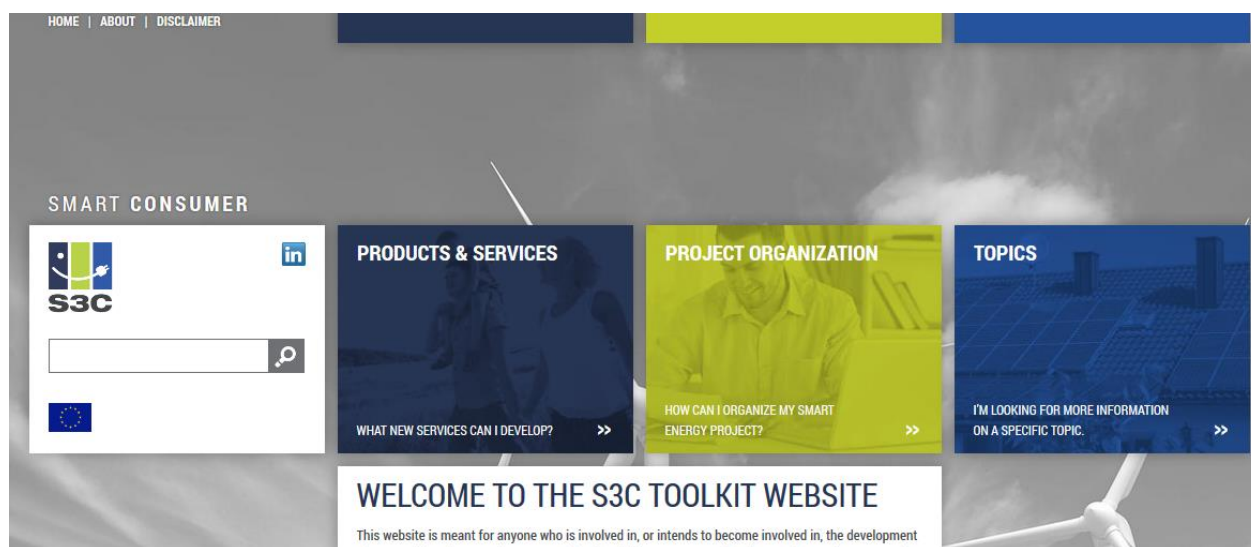 HOME | ABOUT | DISCLAIMER
SMART CONSUMER
S3C
in
PRODUCTS & SERVICES
WHAT NEW SERVICES CAN I DEVELOP? »
PROJECT ORGANIZATION
HOW CAN I ORGANIZE MY SMART
ENERGY PROJECT? »
TOPICS
I'M LOOKING FOR MORE INFORMATION
ON A SPECIFIC TOPIC. »
WELCOME TO THE S3C TOOLKIT WEBSITE
This website is meant for anyone who is involved in, or intends to become involved in, the development